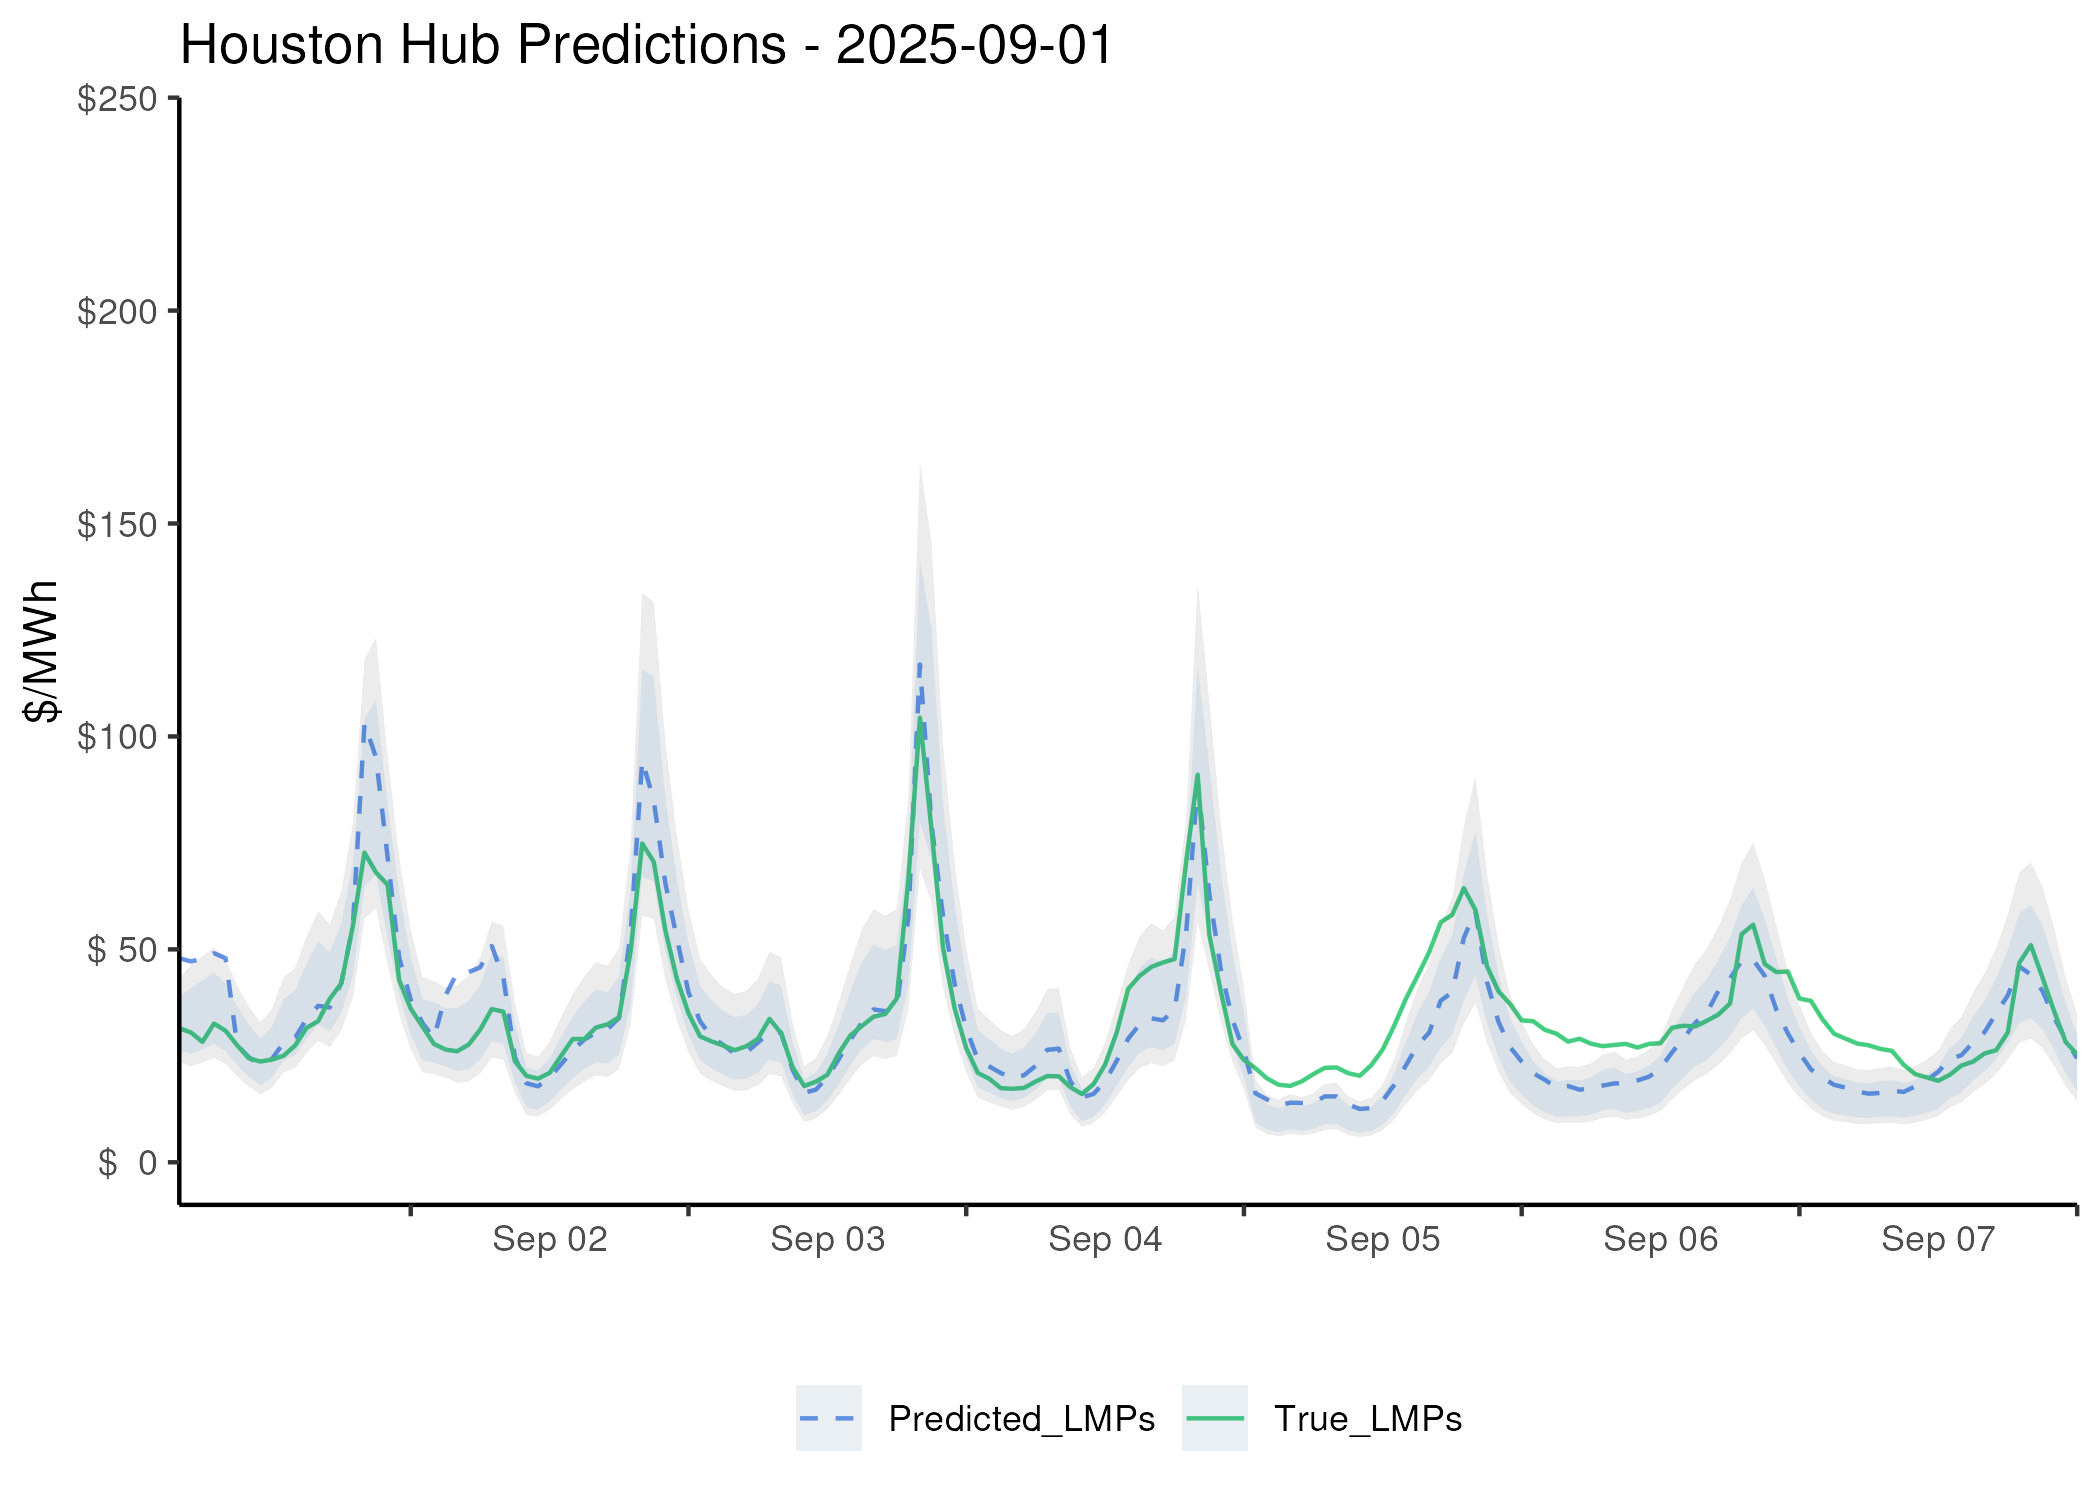 Houston Hub Predictions - 2025-09-01
$250
$200
$150
$100
$ 50
$  0
$/MWh
Sep 02
Sep 03
Sep 04
Sep 05
Sep 06
Sep 07
Predicted_LMPs
True_LMPs